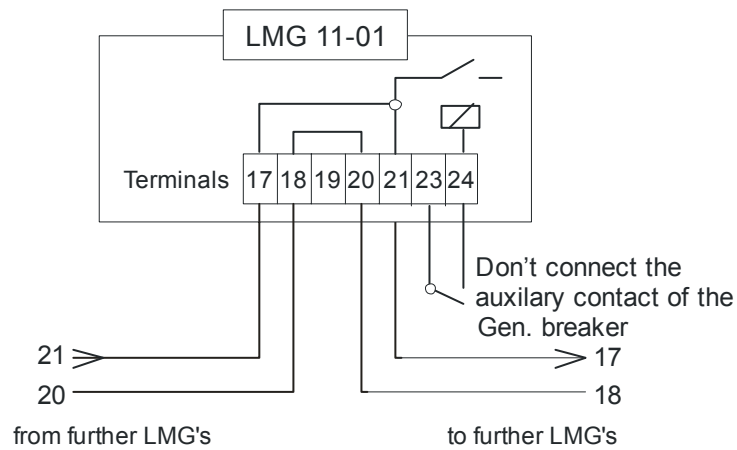 LMG 11-01
Terminals 17 18 19 20 21 23 24
Don't connect the
auxilary contact of the
Gen. breaker
21 17
20 18
from further LMG's to further LMG's